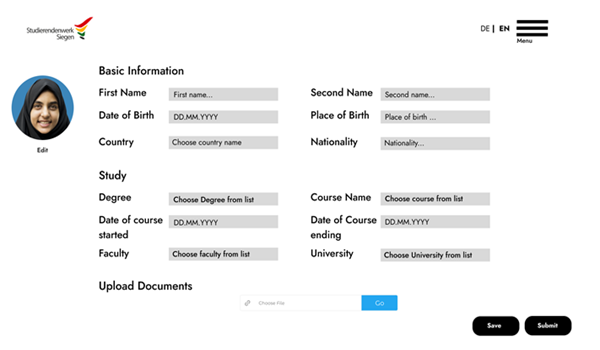 Studierendenwerk
Siegen
DE | EN
Menu
Basic Information
First Name First name... Second Name Second name...
Date of Birth DD.MM.YYYY Place of Birth Place of birth ...
Country Choose country name Nationality Nationality...
Edit
Study
Degree Choose Degree from list Course Name Choose course from list
Date of course started DD.MM.YYYY Date of Course ending DD.MM.YYYY
Faculty Choose faculty from list University Choose University from list
Upload Documents
Choose File Go
Save Submit